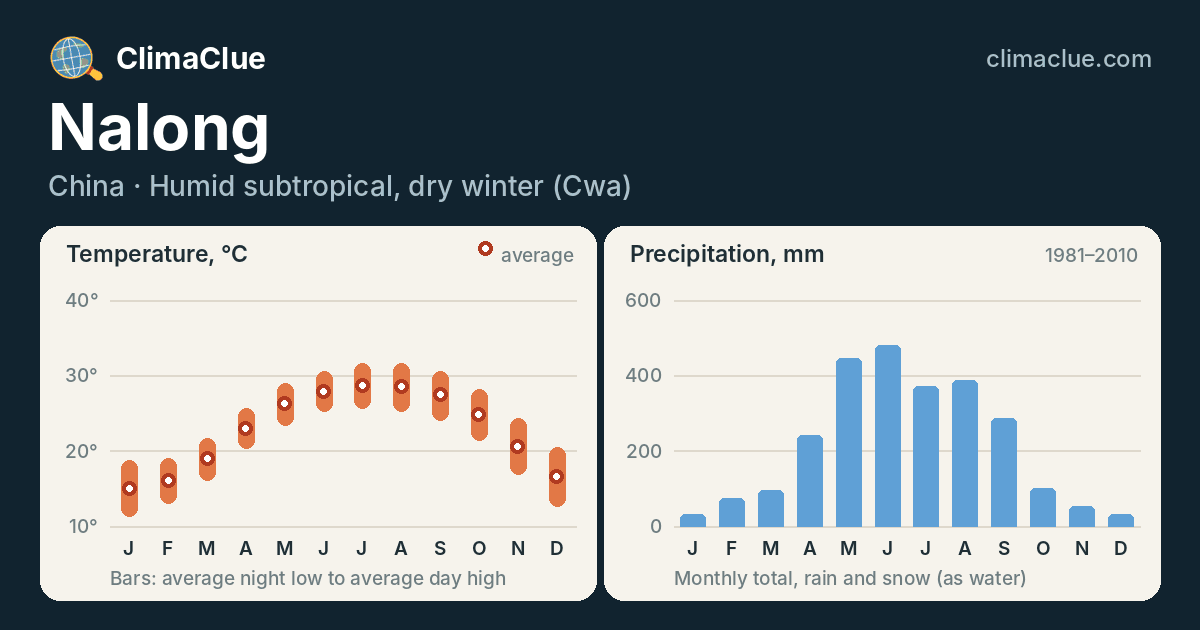 ClimaClue
climaclue.com
Nalong
China · Humid subtropical, dry winter (Cwa)
Temperature, °C
average
40°
30°
20°
10°
J F M A M J J A S O N D
Bars: average night low to average day high
Precipitation, mm
1981–2010
600
400
200
0
J F M A M J J A S O N D
Monthly total, rain and snow (as water)